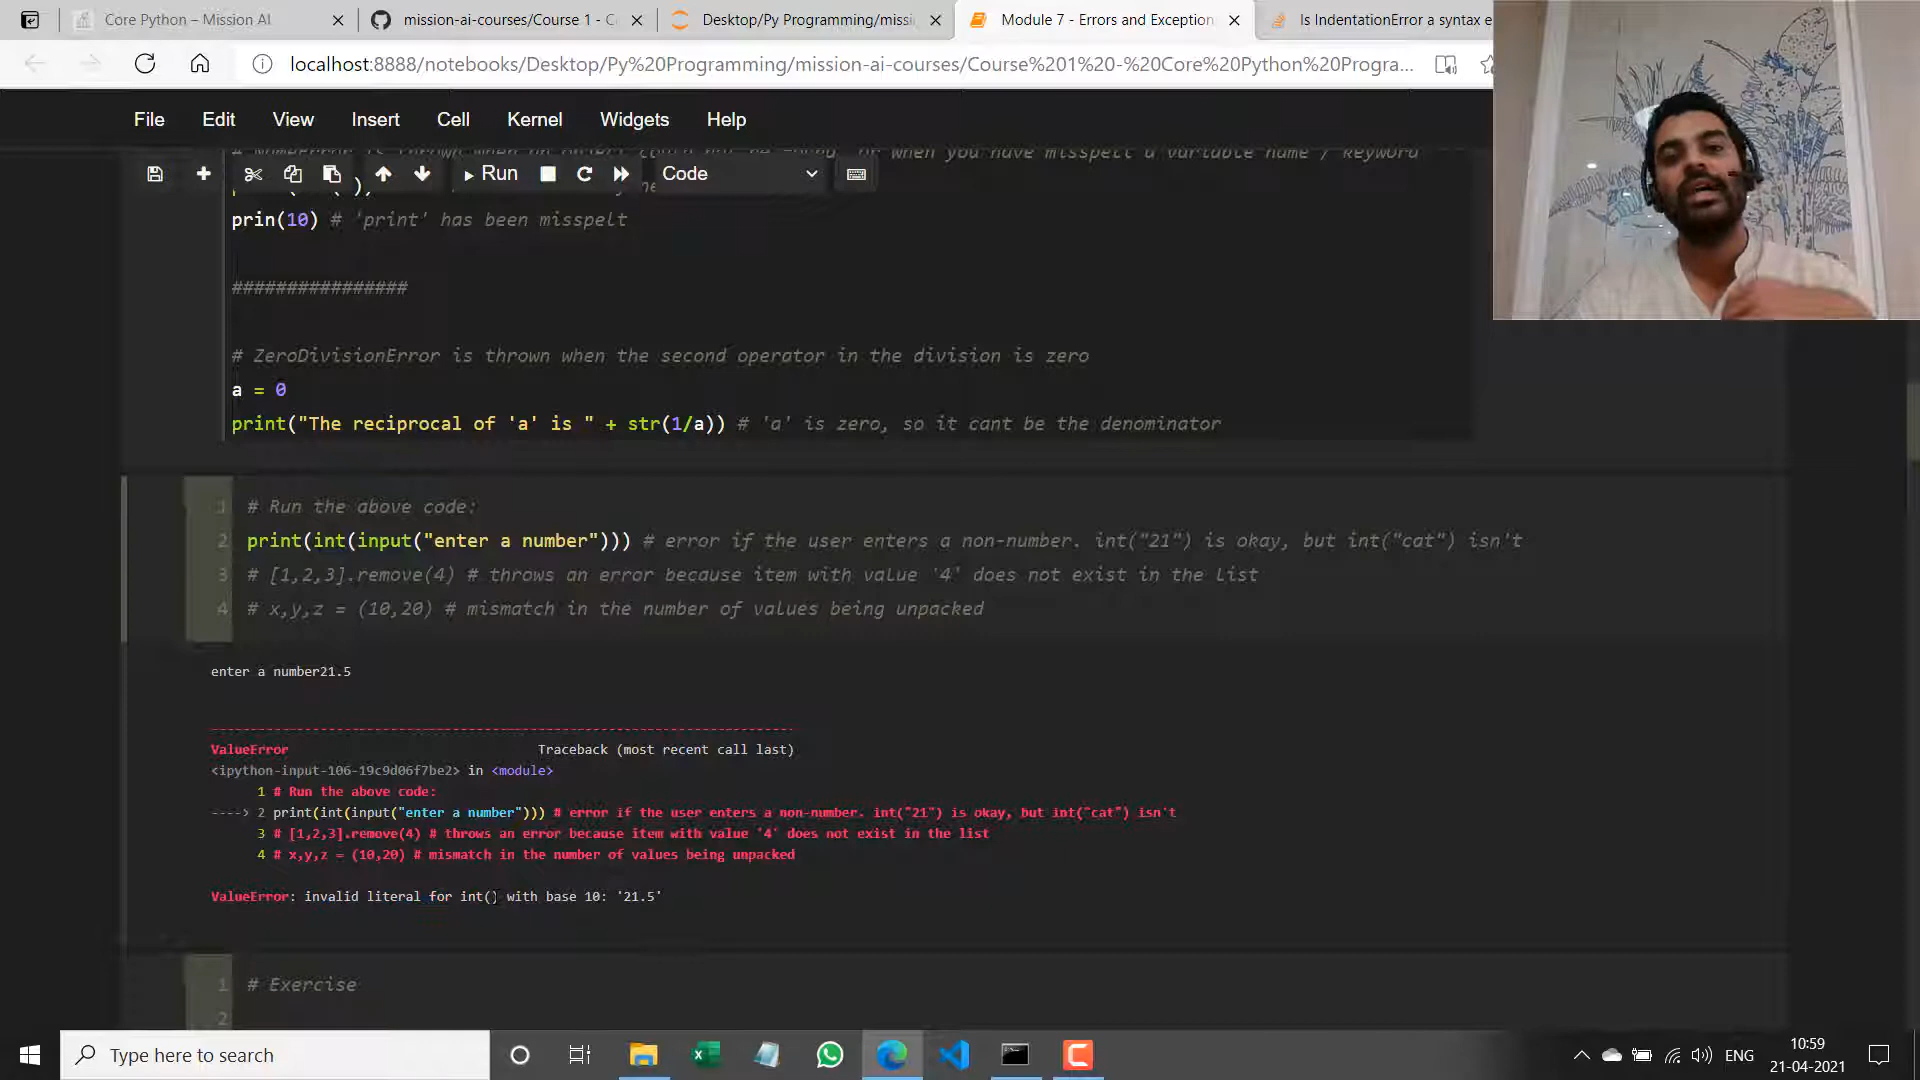 Core Python – Mission AI
mission-ai-courses/Course 1 - C
Desktop/Py Programming/missi
Module 7 - Errors and Exception
Is IndentationError a syntax e
localhost:8888/notebooks/Desktop/Py%20Programming/mission-ai-courses/Course%201%20-%20Core%20Python%20Progra...
File Edit View Insert Cell Kernel Widgets Help
or when you have misspelt a variable name / keyword
Run Code
prin(10) # 'print' has been misspelt
################
# ZeroDivisionError is thrown when the second operator in the division is zero
a = 0
print("The reciprocal of 'a' is " + str(1/a)) # 'a' is zero, so it cant be the denominator
1 # Run the above code:
2 print(int(input("enter a number"))) # error if the user enters a non-number. int("21") is okay, but int("cat") isn't
3 # [1,2,3].remove(4) # throws an error because item with value '4' does not exist in the list
4 # x,y,z = (10,20) # mismatch in the number of values being unpacked
enter a number21.5
---------------------------------------------------------------------------
ValueError Traceback (most recent call last)
<ipython-input-106-19c9d06f7be2> in <module>
1 # Run the above code:
----> 2 print(int(input("enter a number"))) # error if the user enters a non-number. int("21") is okay, but int("cat") isn't
3 # [1,2,3].remove(4) # throws an error because item with value '4' does not exist in the list
4 # x,y,z = (10,20) # mismatch in the number of values being unpacked
ValueError: invalid literal for int() with base 10: '21.5'
1 # Exercise
2
Type here to search
ENG
10:59
21-04-2021